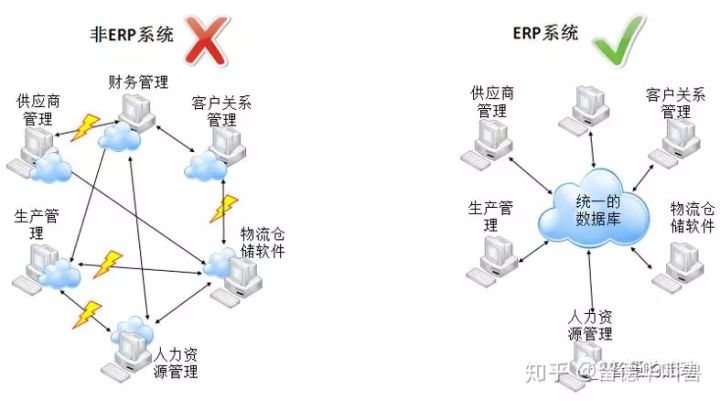 非ERP系统
ERP系统
财务管理
供应商
管理
客户关系
管理
生产管
理
物流仓
储软件
人力资
源管理
供应商
管理
客户关系
管理
统一的
数据库
生产管
理
物流仓
储软件
人力资
源管理
知乎